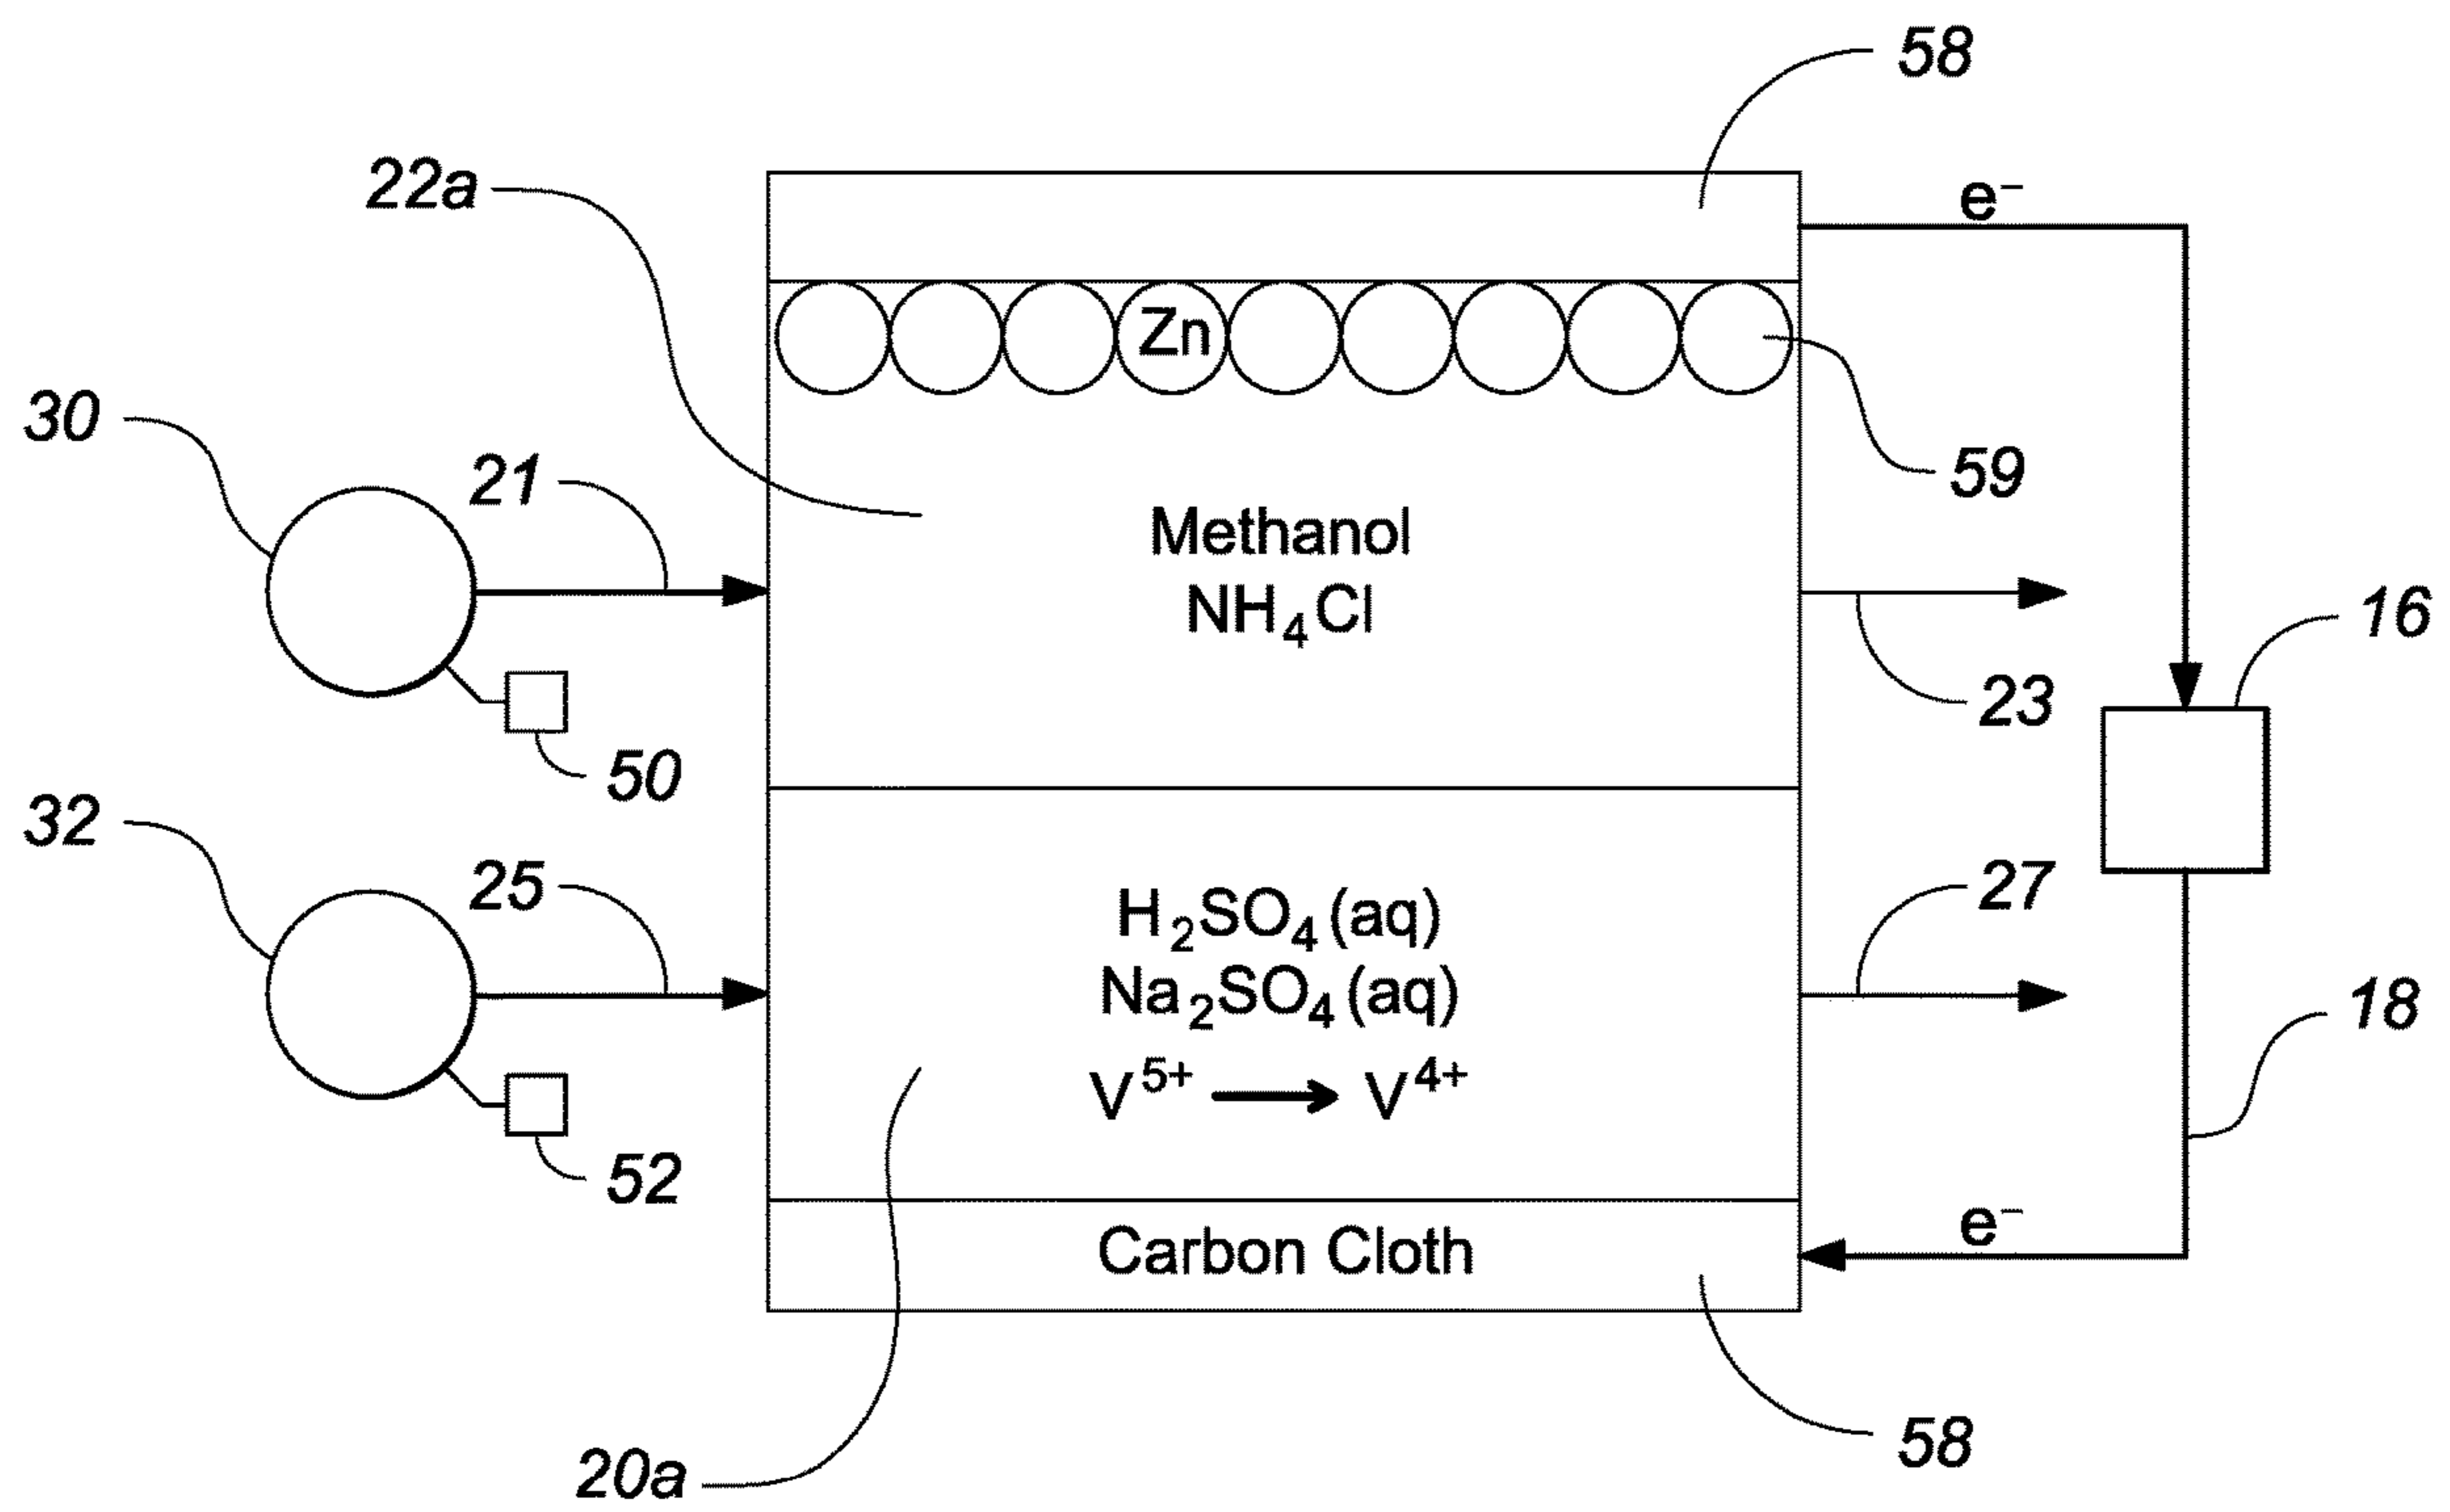 58
22a
e⁻
Zn
30
21
59
Methanol
NH₄Cl
16
23
50
32
25
27
H₂SO₄(aq)
Na₂SO₄(aq)
18
V⁵⁺ → V⁴⁺
52
e⁻
Carbon Cloth
58
20a